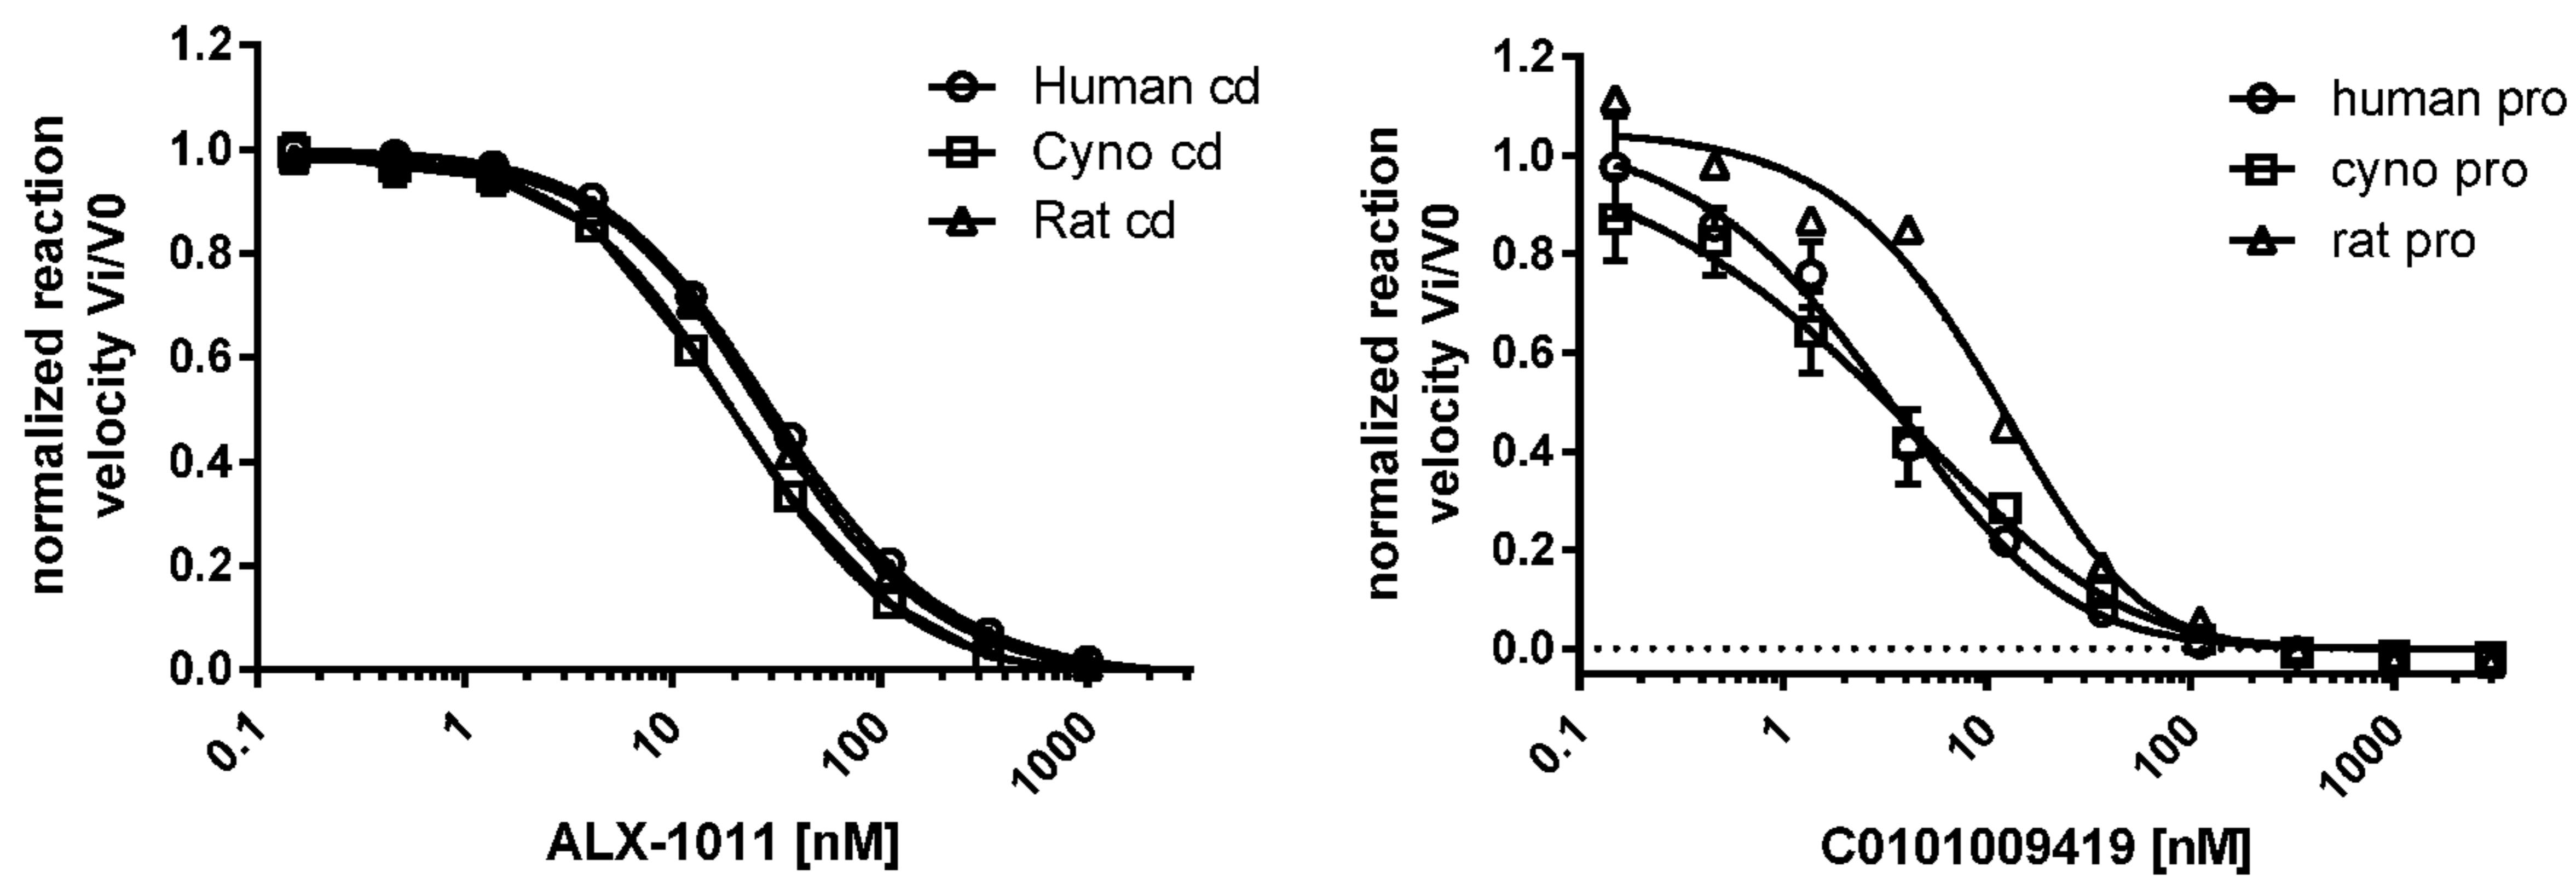 normalized reaction
velocity Vi/V0
1.2
1.0
0.8
0.6
0.4
0.2
0.0
0.1
1
10
100
1000
ALX-1011 [nM]
Human cd
Cyno cd
Rat cd
normalized reaction
velocity Vi/V0
1.2
1.0
0.8
0.6
0.4
0.2
0.0
0.1
1
10
100
1000
C0101009419 [nM]
human pro
cyno pro
rat pro